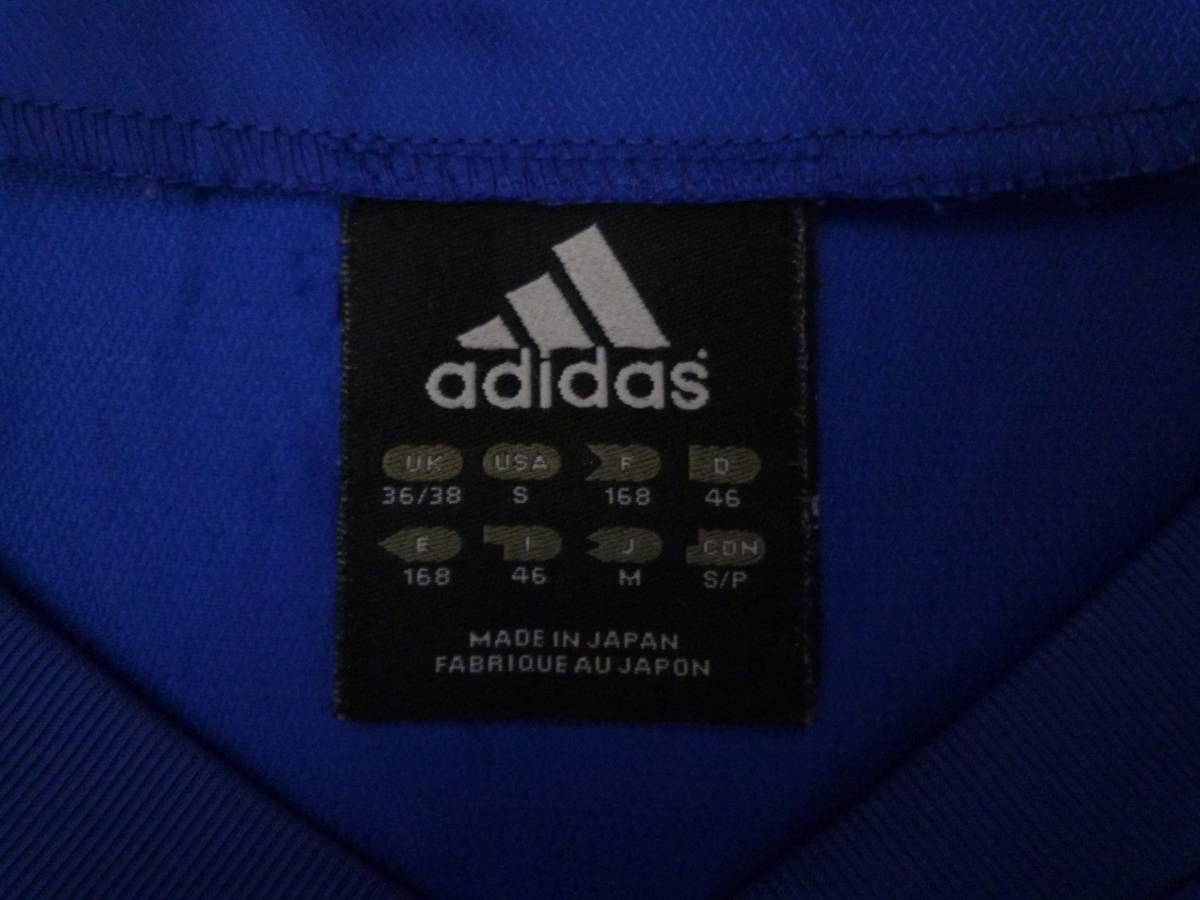 adidas
UK USA F D
36/38 S 168 46
E I J CDN
168 46 M S/P
MADE IN JAPAN
FABRIQUE AU JAPON